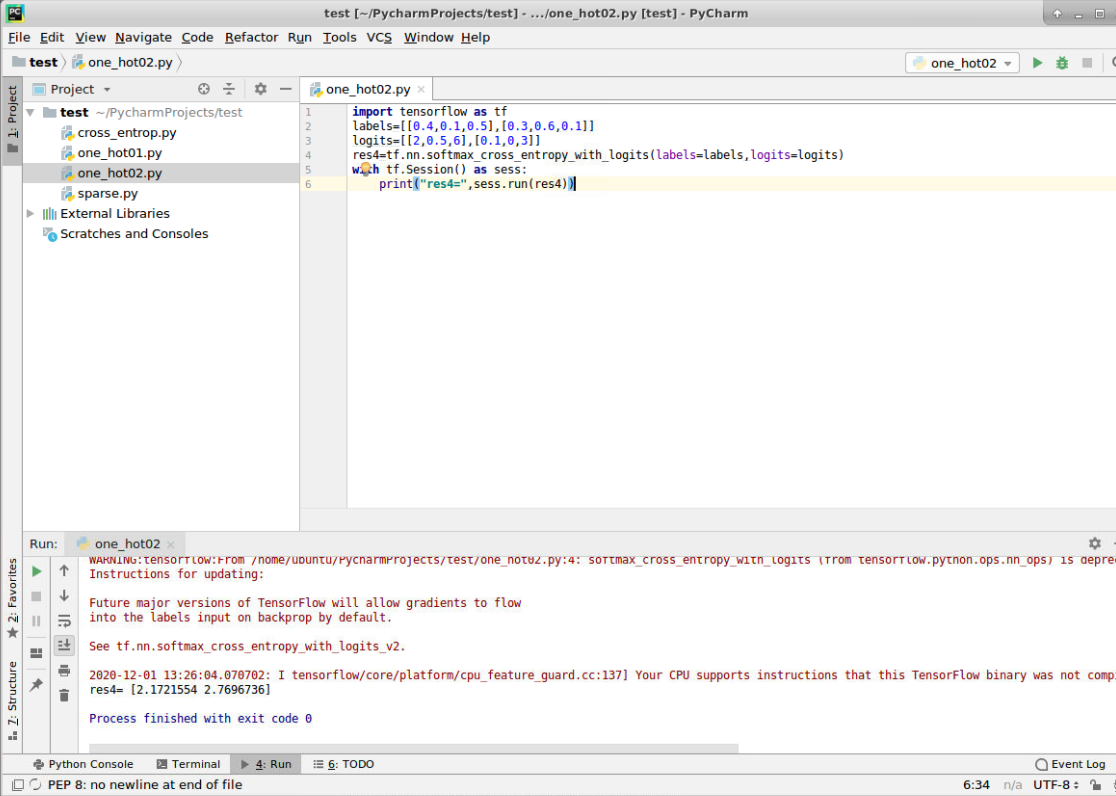 PC
test [~/PycharmProjects/test] - .../one_hot02.py [test] - PyCharm
File Edit View Navigate Code Refactor Run Tools VCS Window Help
test one_hot02.py
one_hot02
1: Project
Project
one_hot02.py
test ~/PycharmProjects/test
cross_entrop.py
one_hot01.py
one_hot02.py
sparse.py
External Libraries
Scratches and Consoles
1 import tensorflow as tf
2 labels=[[0.4,0.1,0.5],[0.3,0.6,0.1]]
3 logits=[[2,0.5,6],[0.1,0,3]]
4 res4=tf.nn.softmax_cross_entropy_with_logits(labels=labels,logits=logits)
5 with tf.Session() as sess:
6 print("res4=",sess.run(res4))
Run: one_hot02
2: Favorites
7: Structure
WARNING:tensorflow:From /home/ubuntu/PycharmProjects/test/one_hot02.py:4: softmax_cross_entropy_with_logits (from tensorflow.python.ops.nn_ops) is depre
Instructions for updating:
Future major versions of TensorFlow will allow gradients to flow
into the labels input on backprop by default.
See tf.nn.softmax_cross_entropy_with_logits_v2.
2020-12-01 13:26:04.070702: I tensorflow/core/platform/cpu_feature_guard.cc:137] Your CPU supports instructions that this TensorFlow binary was not comp
res4= [2.1721554 2.7696736]
Process finished with exit code 0
Python Console Terminal 4: Run 6: TODO Event Log
PEP 8: no newline at end of file 6:34 n/a UTF-8